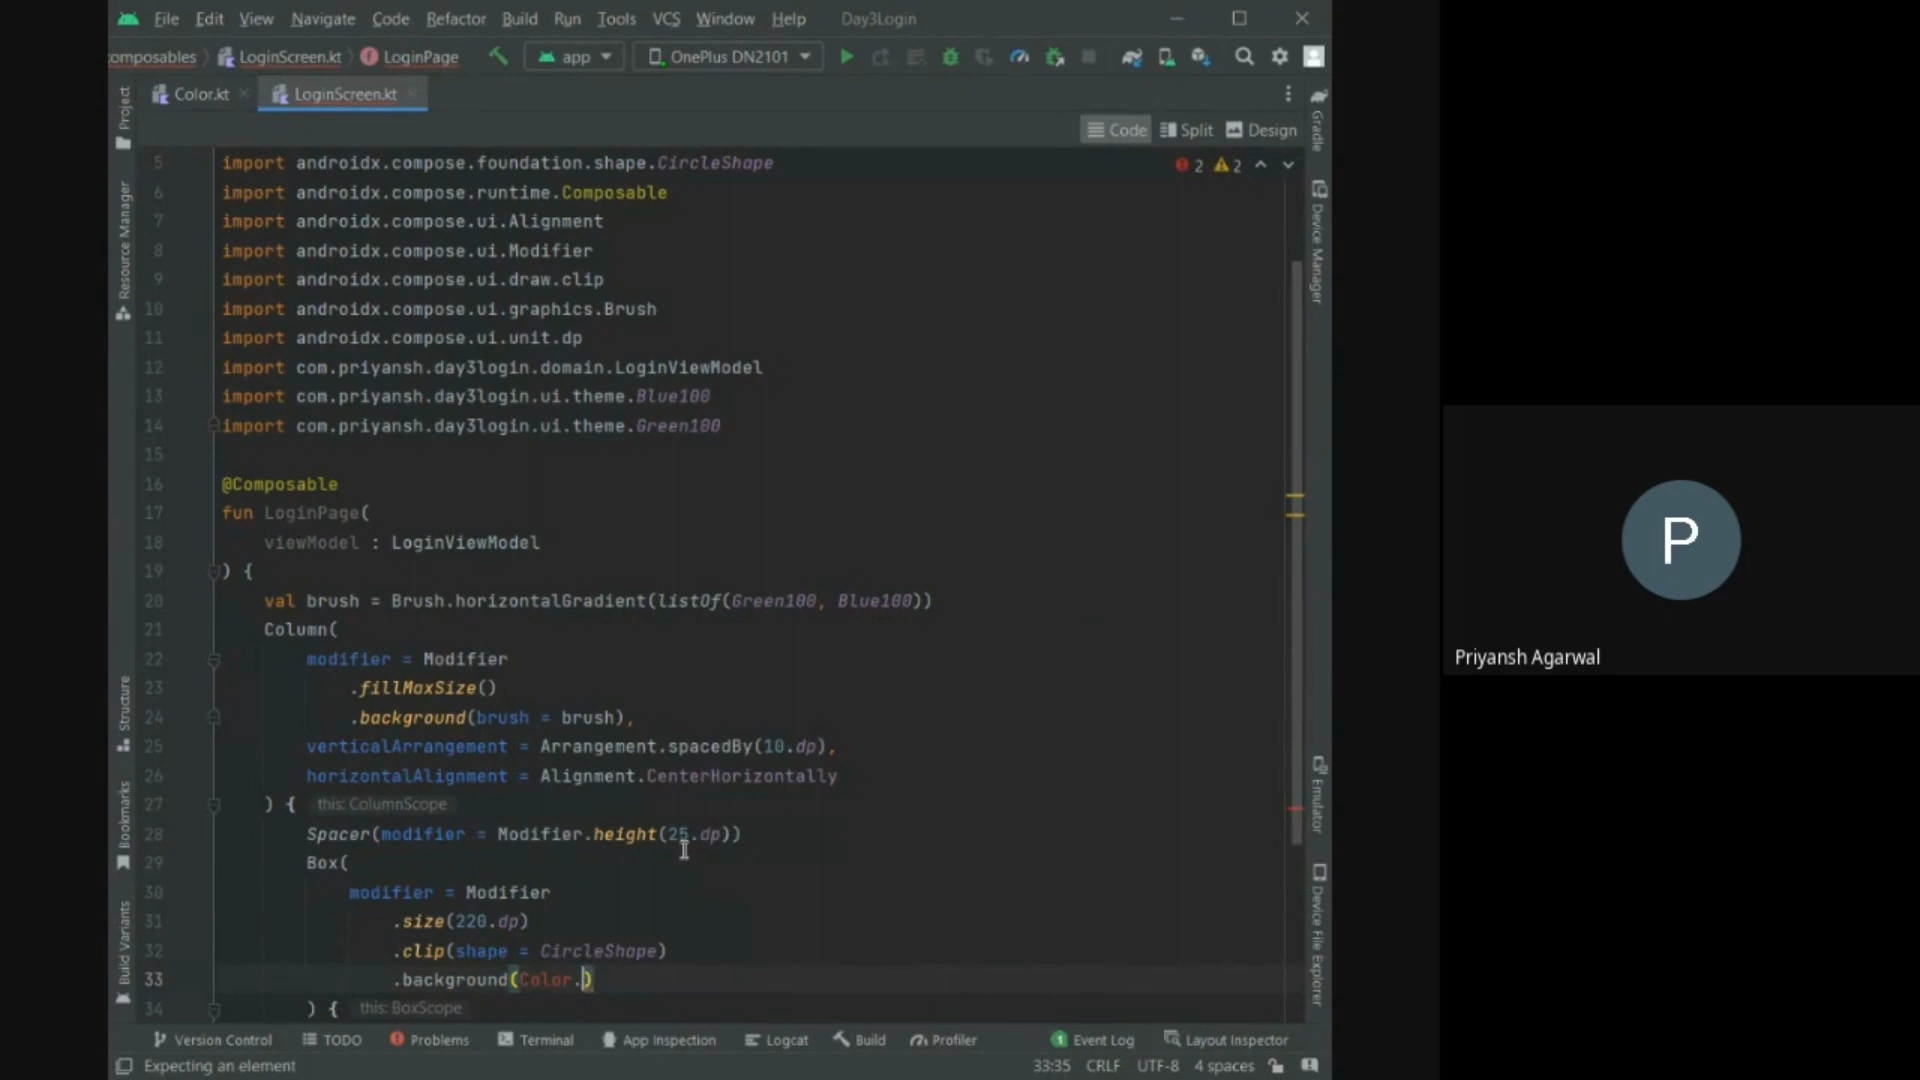 File Edit View Navigate Code Refactor Build Run Tools VCS Window Help Day3Login
omposables LoginScreen.kt LoginPage app OnePlus DN2101
Color.kt LoginScreen.kt
Code Split Design
2 2
5 import androidx.compose.foundation.shape.CircleShape
6 import androidx.compose.runtime.Composable
7 import androidx.compose.ui.Alignment
8 import androidx.compose.ui.Modifier
9 import androidx.compose.ui.draw.clip
10 import androidx.compose.ui.graphics.Brush
11 import androidx.compose.ui.unit.dp
12 import com.priyansh.day3login.domain.LoginViewModel
13 import com.priyansh.day3login.ui.theme.Blue100
14 import com.priyansh.day3login.ui.theme.Green100
15
16 @Composable
17 fun LoginPage(
18 viewModel : LoginViewModel
19 ) {
20 val brush = Brush.horizontalGradient(listOf(Green100, Blue100))
21 Column(
22 modifier = Modifier
23 .fillMaxSize()
24 .background(brush = brush),
25 verticalArrangement = Arrangement.spacedBy(10.dp),
26 horizontalAlignment = Alignment.CenterHorizontally
27 ) { this: ColumnScope
28 Spacer(modifier = Modifier.height(25.dp))
29 Box(
30 modifier = Modifier
31 .size(220.dp)
32 .clip(shape = CircleShape)
33 .background(Color.)
34 ) { this: BoxScope
Project
Resource Manager
Structure
Bookmarks
Build Variants
Gradle
Device Manager
Emulator
Device File Explorer
Version Control TODO Problems Terminal App Inspection Logcat Build Profiler 1 Event Log Layout Inspector
Expecting an element 33:35 CRLF UTF-8 4 spaces
P
Priyansh Agarwal